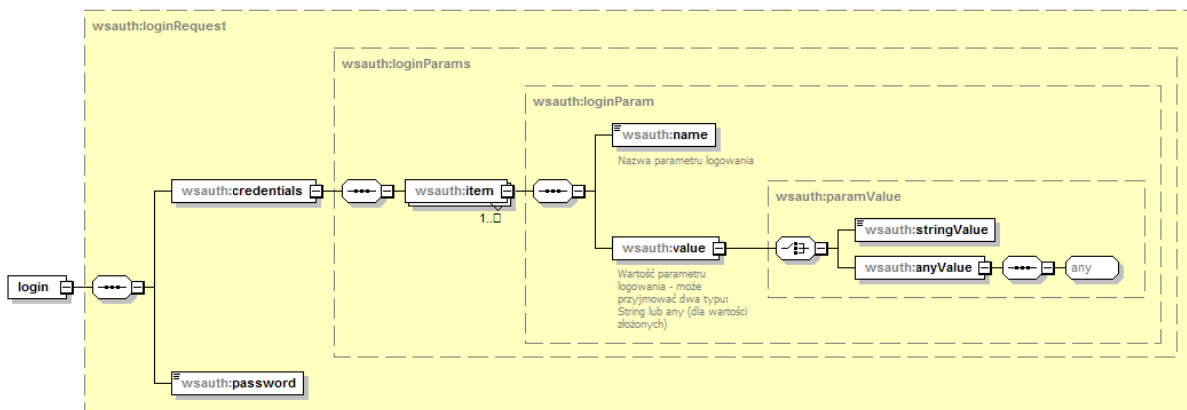 wsauth:loginRequest
wsauth:loginParams
wsauth:loginParam
wsauth:name
Nazwa parametru logowania
wsauth:credentials
wsauth:item
1..
wsauth:paramValue
wsauth:stringValue
wsauth:value
wsauth:anyValue
any
Wartość parametru
logowania - może
przyjmować dwa typu:
String lub any (dla wartości
złożonych)
login
wsauth:password